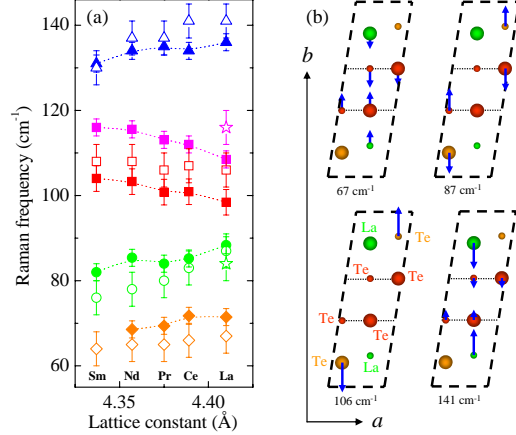 (a)
Raman frequency (cm⁻¹)
140
120
100
80
60
Sm Nd Pr Ce La
4.35 4.40
Lattice constant (Å)
(b)
b
a
67 cm⁻¹
87 cm⁻¹
La
Te
Te
Te
Te
Te
Te
La
106 cm⁻¹
141 cm⁻¹